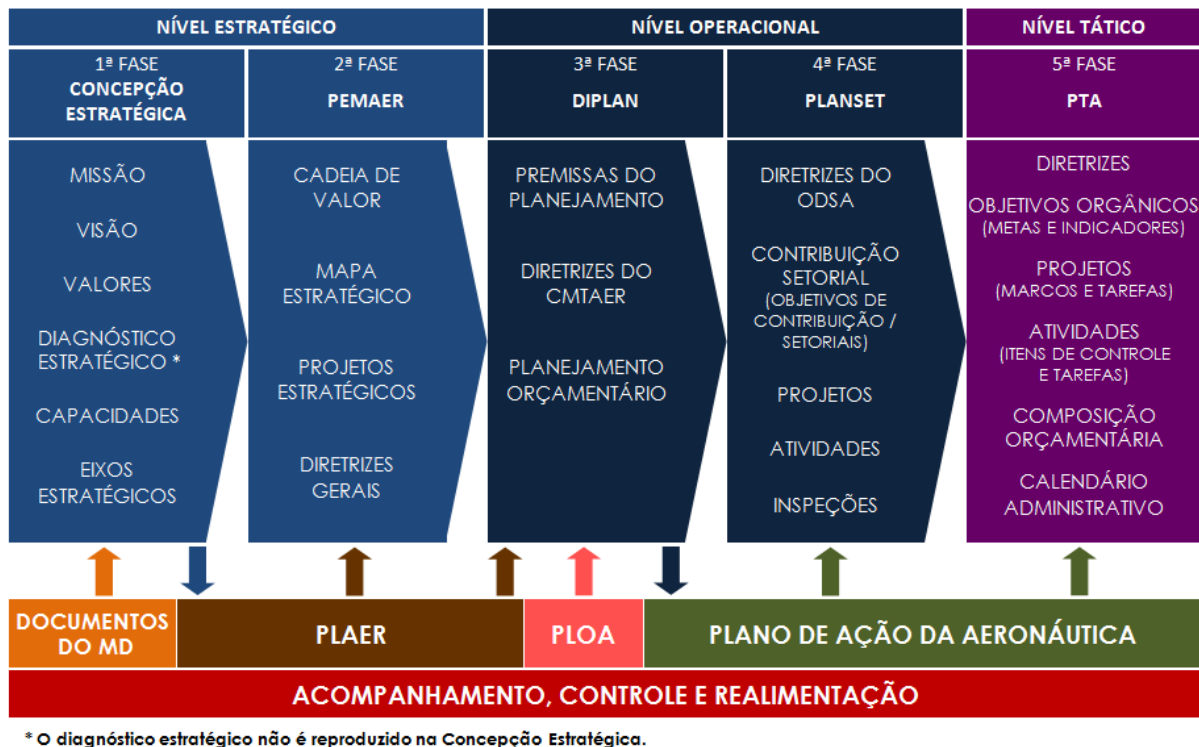 NÍVEL ESTRATÉGICO
NÍVEL OPERACIONAL
NÍVEL TÁTICO
1ª FASE
CONCEPÇÃO
ESTRATÉGICA
2ª FASE
PEMAER
3ª FASE
DIPLAN
4ª FASE
PLANSET
5ª FASE
PTA
MISSÃO
VISÃO
VALORES
DIAGNÓSTICO
ESTRATÉGICO *
CAPACIDADES
EIXOS
ESTRATÉGICOS
CADEIA DE
VALOR
MAPA
ESTRATÉGICO
PROJETOS
ESTRATÉGICOS
DIRETRIZES
GERAIS
PREMISSAS DO
PLANEJAMENTO
DIRETRIZES DO
CMTAER
PLANEJAMENTO
ORÇAMENTÁRIO
DIRETRIZES DO
ODSA
CONTRIBUIÇÃO
SETORIAL
(OBJETIVOS DE
CONTRIBUIÇÃO /
SETORIAIS)
PROJETOS
ATIVIDADES
INSPEÇÕES
DIRETRIZES
OBJETIVOS ORGÂNICOS
(METAS E INDICADORES)
PROJETOS
(MARCOS E TAREFAS)
ATIVIDADES
(ITENS DE CONTROLE
E TAREFAS)
COMPOSIÇÃO
ORÇAMENTÁRIA
CALENDÁRIO
ADMINISTRATIVO
DOCUMENTOS
DO MD
PLAER
PLOA
PLANO DE AÇÃO DA AERONÁUTICA
ACOMPANHAMENTO, CONTROLE E REALIMENTAÇÃO
* O diagnóstico estratégico não é reproduzido na Concepção Estratégica.